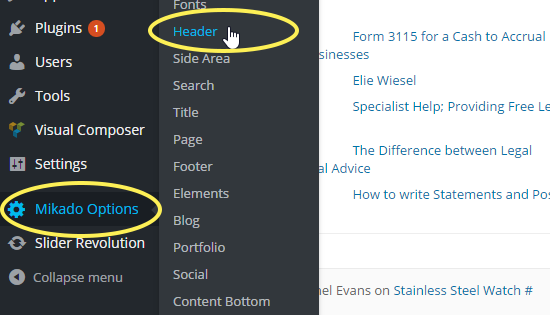 Plugins 1
Users
Tools
Visual Composer
Settings
Mikado Options
Slider Revolution
Collapse menu
Fonts
Header
Side Area
Search
Title
Page
Footer
Elements
Blog
Portfolio
Social
Content Bottom
Form 3115 for a Cash to Accrual
sinesses
Elie Wiesel
Specialist Help; Providing Free Le
The Difference between Legal
al Advice
How to write Statements and Pos
nel Evans on Stainless Steel Watch #